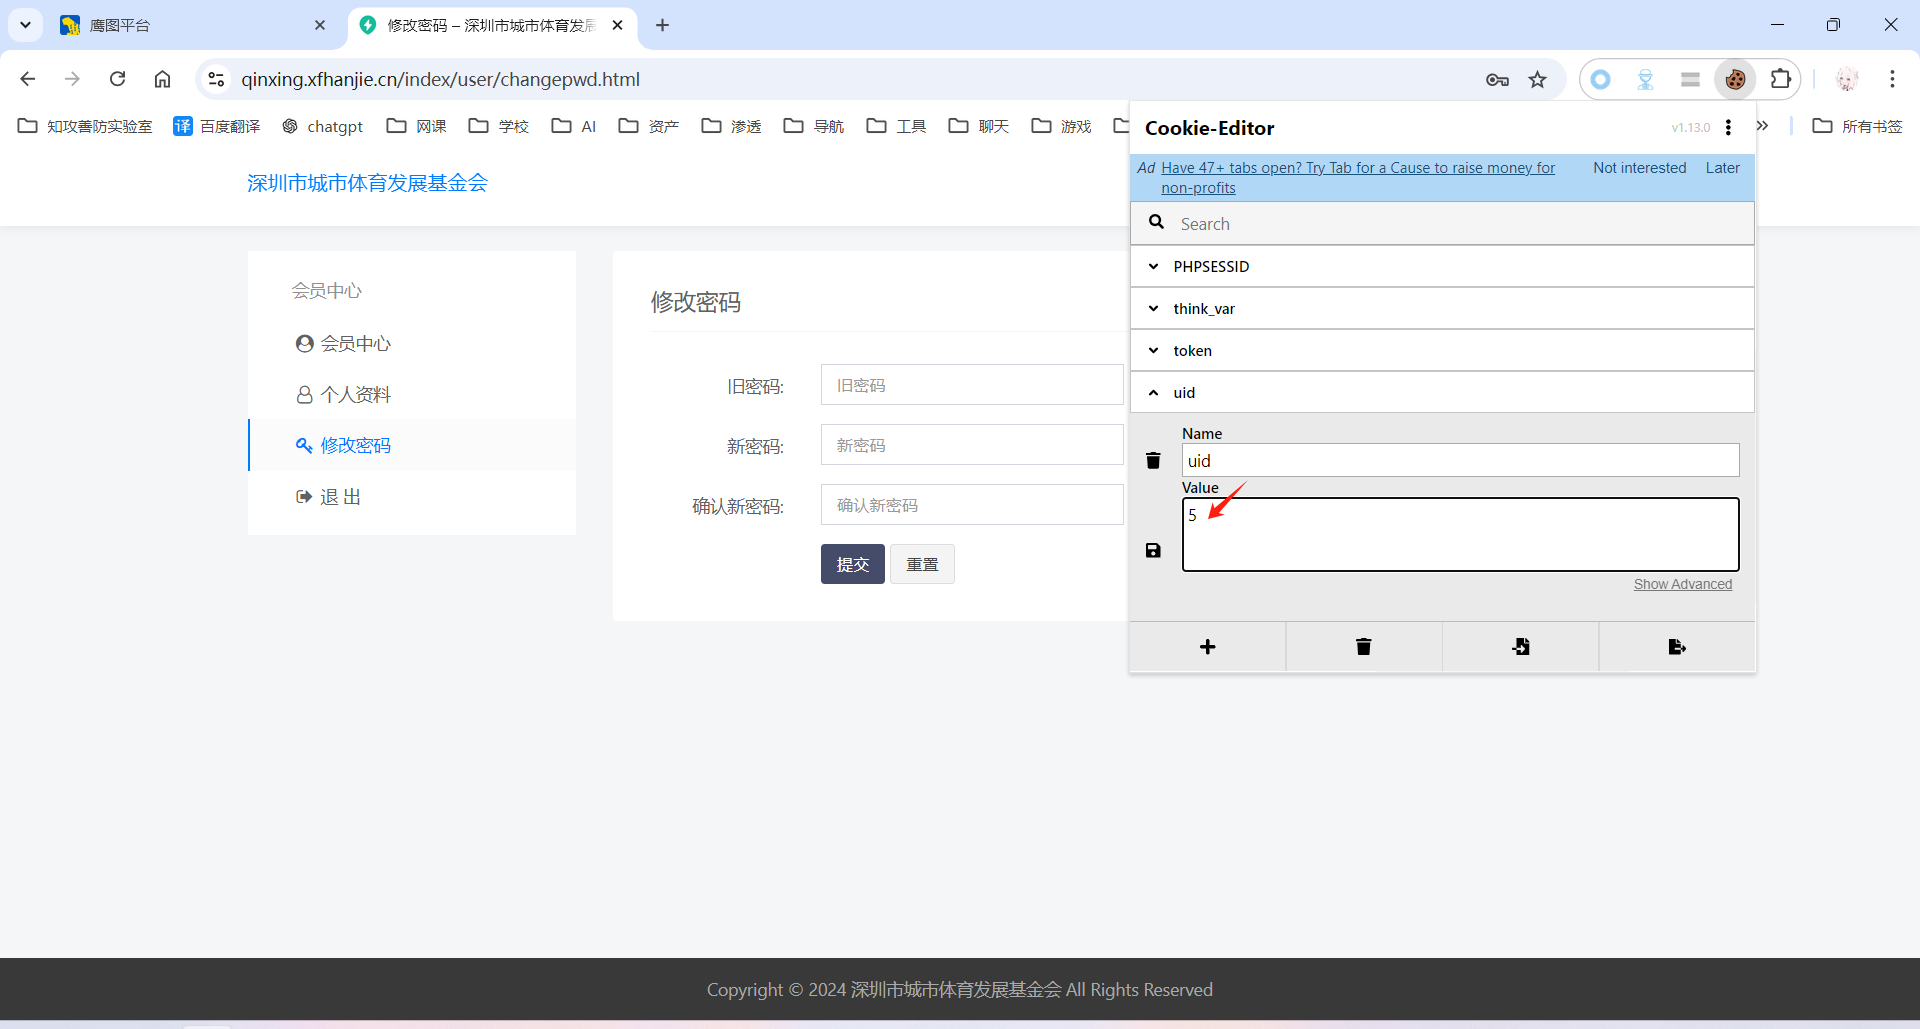 鹰图平台
修改密码 – 深圳市城市体育发展
qinxing.xfhanjie.cn/index/user/changepwd.html
知攻善防实验室
译 百度翻译
chatgpt
网课
学校
AI
资产
渗透
导航
工具
聊天
游戏
所有书签
深圳市城市体育发展基金会
会员中心
会员中心
个人资料
修改密码
退 出
修改密码
旧密码: 旧密码
新密码: 新密码
确认新密码: 确认新密码
提交 重置
Cookie-Editor
v1.13.0
Ad Have 47+ tabs open? Try Tab for a Cause to raise money for
non-profits
Not interested Later
Search
PHPSESSID
think_var
token
uid
Name
uid
Value
5
Show Advanced
Copyright © 2024 深圳市城市体育发展基金会 All Rights Reserved